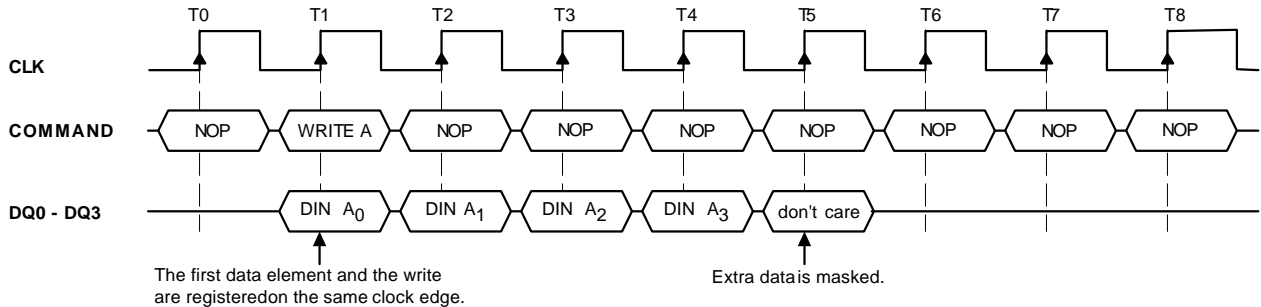 T0 T1 T2 T3 T4 T5 T6 T7 T8
CLK
COMMAND NOP WRITE A NOP NOP NOP NOP NOP NOP NOP
DQ0 - DQ3 DIN A0 DIN A1 DIN A2 DIN A3 don't care
The first data element and the write
are registeredon the same clock edge.
Extra datais masked.